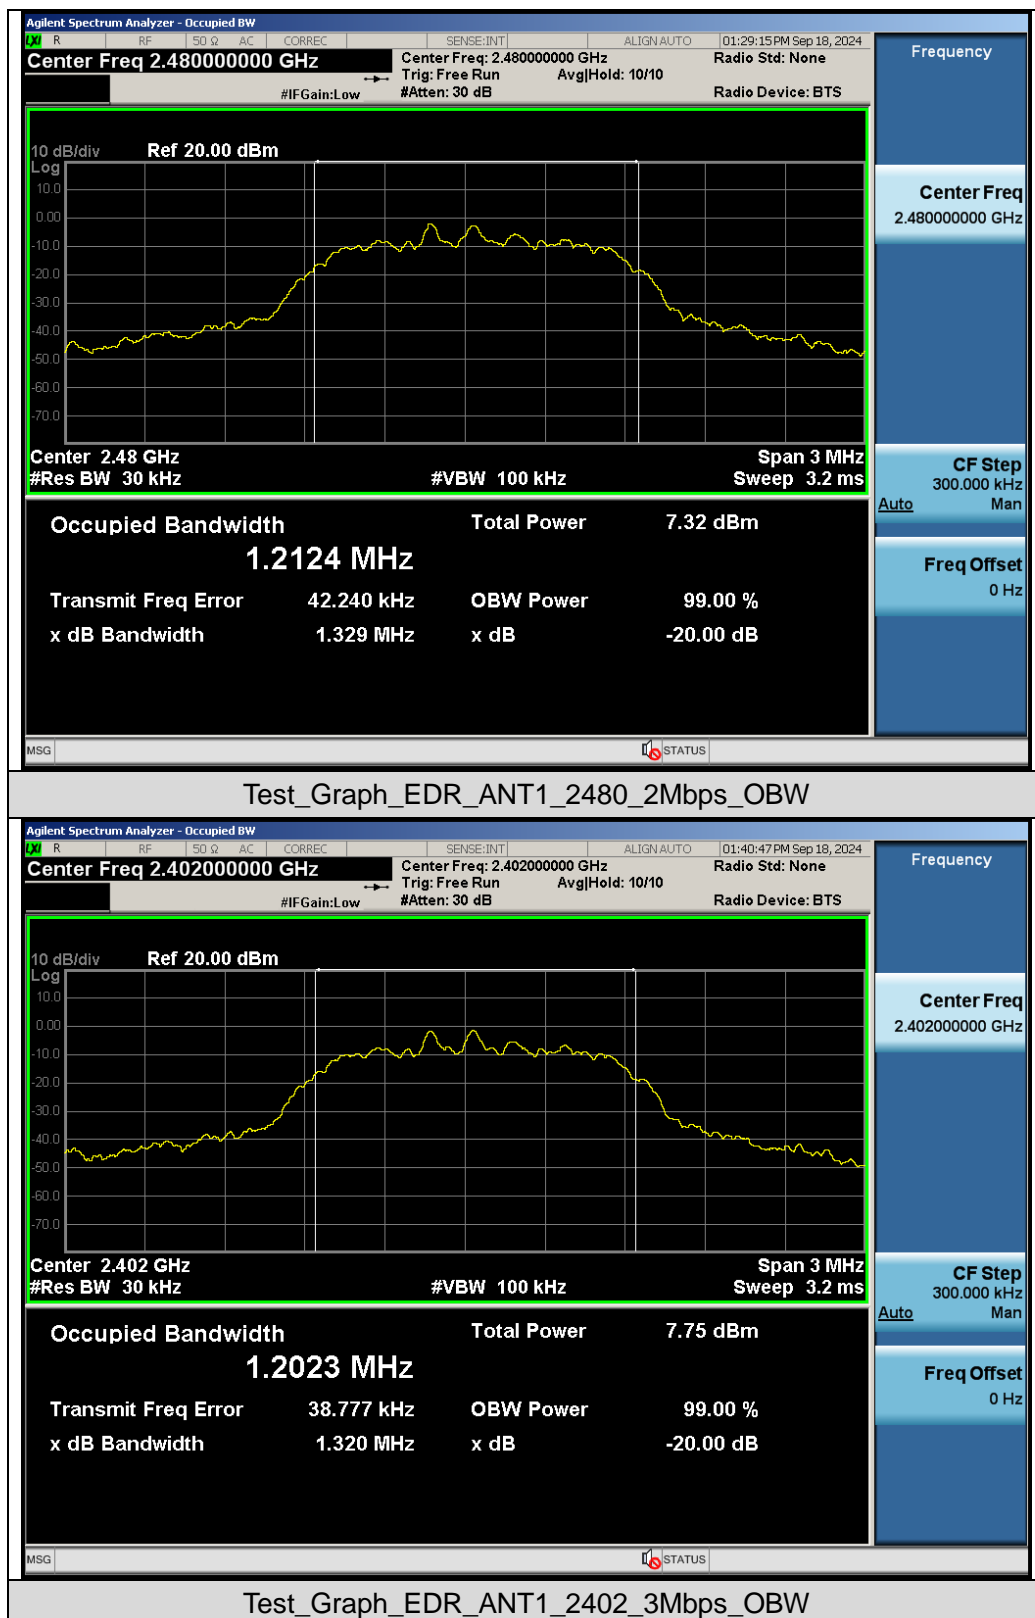 Agilent Spectrum Analyzer - Occupied BW
LXI R RF 50 Ω AC CORREC SENSE:INT ALIGN AUTO 01:29:15 PM Sep 18, 2024
Center Freq 2.480000000 GHz
Center Freq: 2.480000000 GHz Radio Std: None
Trig: Free Run Avg|Hold: 10/10
#IFGain:Low #Atten: 30 dB Radio Device: BTS
Frequency
10 dB/div Ref 20.00 dBm
Log
10.0
0.00
-10.0
-20.0
-30.0
-40.0
-50.0
-60.0
-70.0
Center 2.48 GHz Span 3 MHz
#Res BW 30 kHz #VBW 100 kHz Sweep 3.2 ms
Center Freq
2.480000000 GHz
CF Step
300.000 kHz
Auto Man
Freq Offset
0 Hz
Occupied Bandwidth Total Power 7.32 dBm
1.2124 MHz
Transmit Freq Error 42.240 kHz OBW Power 99.00 %
x dB Bandwidth 1.329 MHz x dB -20.00 dB
MSG STATUS
Test_Graph_EDR_ANT1_2480_2Mbps_OBW
Agilent Spectrum Analyzer - Occupied BW
LXI R RF 50 Ω AC CORREC SENSE:INT ALIGN AUTO 01:40:47 PM Sep 18, 2024
Center Freq 2.402000000 GHz
Center Freq: 2.402000000 GHz Radio Std: None
Trig: Free Run Avg|Hold: 10/10
#IFGain:Low #Atten: 30 dB Radio Device: BTS
Frequency
10 dB/div Ref 20.00 dBm
Log
10.0
0.00
-10.0
-20.0
-30.0
-40.0
-50.0
-60.0
-70.0
Center 2.402 GHz Span 3 MHz
#Res BW 30 kHz #VBW 100 kHz Sweep 3.2 ms
Center Freq
2.402000000 GHz
CF Step
300.000 kHz
Auto Man
Freq Offset
0 Hz
Occupied Bandwidth Total Power 7.75 dBm
1.2023 MHz
Transmit Freq Error 38.777 kHz OBW Power 99.00 %
x dB Bandwidth 1.320 MHz x dB -20.00 dB
MSG STATUS
Test_Graph_EDR_ANT1_2402_3Mbps_OBW